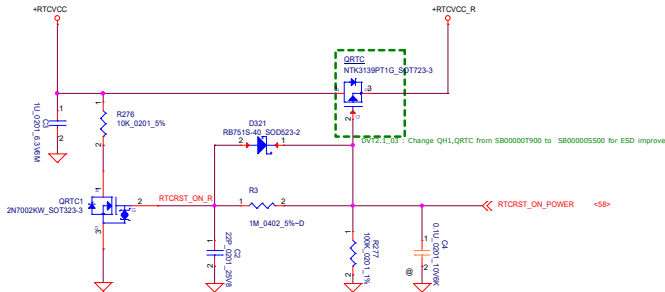 +RTCVCC
+RTCVCC_R
QRTC
NTK3139PT1G_SOT723-3
3
2
1
C3
1U_0201_6.3V6M
2
1
R276
10K_0201_5%
2
D321
RB751S-40_SOD523-2
2
1
DVT2.1_03 : Change QH1,QRTC from SB00000T900 to SB00000SS00 for ESD improve
QRTC1
2N7002KW_SOT323-3
1
2
3
RTCRST_ON_R
R3
1
2
1M_0402_5%~D
RTCRST_ON_POWER
<58>
1
C2
22P_0201_25V8
2
1
R277
100K_0201_1%
2
1
C4
0.1U_0201_10V6K
@
2